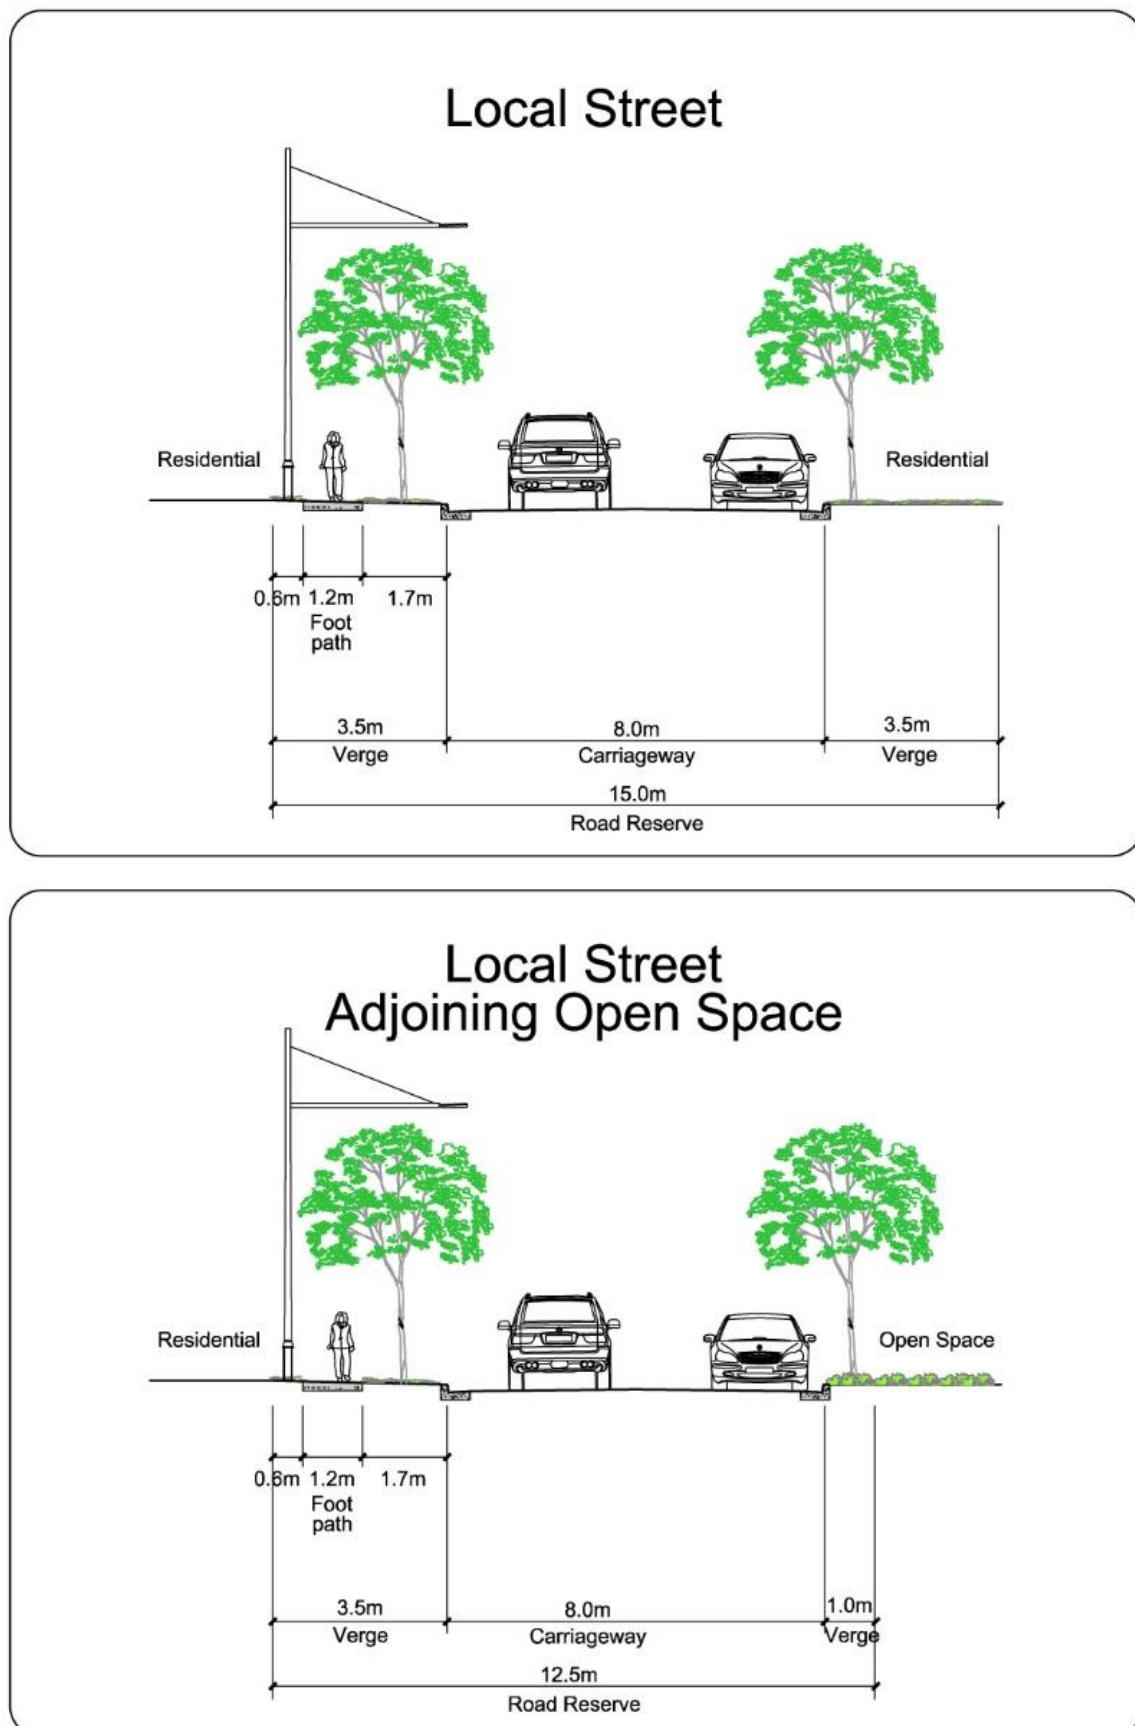 Local Street
Residential
Residential
0.6m 1.2m 1.7m
Foot
path
3.5m 8.0m 3.5m
Verge Carriageway Verge
15.0m
Road Reserve
Local Street
Adjoining Open Space
Residential
Open Space
0.6m 1.2m 1.7m
Foot
path
3.5m 8.0m 1.0m
Verge Carriageway Verge
12.5m
Road Reserve